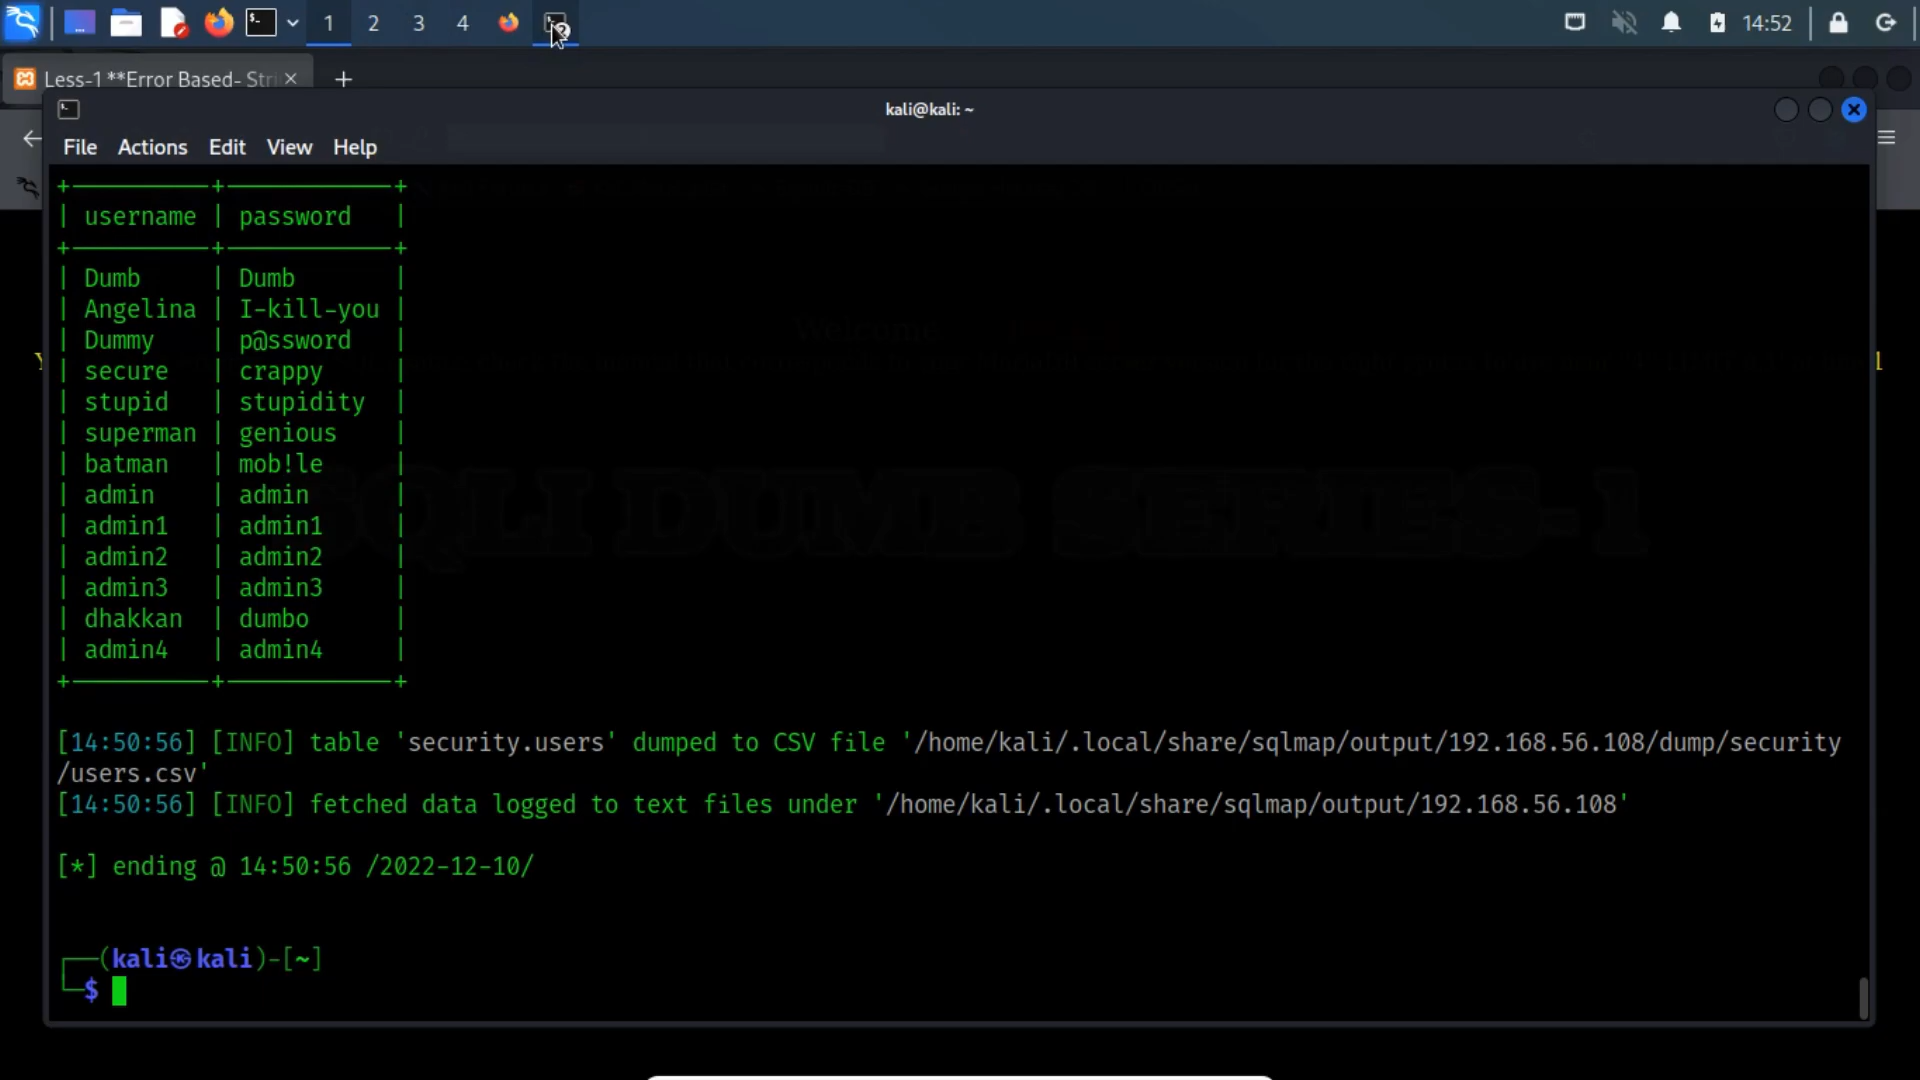 1 2 3 4 14:52
Less-1 **Error Based- Stri
kali@kali: ~
File Actions Edit View Help
| username | password |
| Dumb | Dumb |
| Angelina | I-kill-you |
| Dummy | p@ssword |
| secure | crappy |
| stupid | stupidity |
| superman | genious |
| batman | mob!le |
| admin | admin |
| admin1 | admin1 |
| admin2 | admin2 |
| admin3 | admin3 |
| dhakkan | dumbo |
| admin4 | admin4 |
Welcome
SQLI DUMB SERIES-1
[14:50:56] [INFO] table 'security.users' dumped to CSV file '/home/kali/.local/share/sqlmap/output/192.168.56.108/dump/security
/users.csv'
[14:50:56] [INFO] fetched data logged to text files under '/home/kali/.local/share/sqlmap/output/192.168.56.108'
[*] ending @ 14:50:56 /2022-12-10/
┌──(kali㉿kali)-[~]
└─$